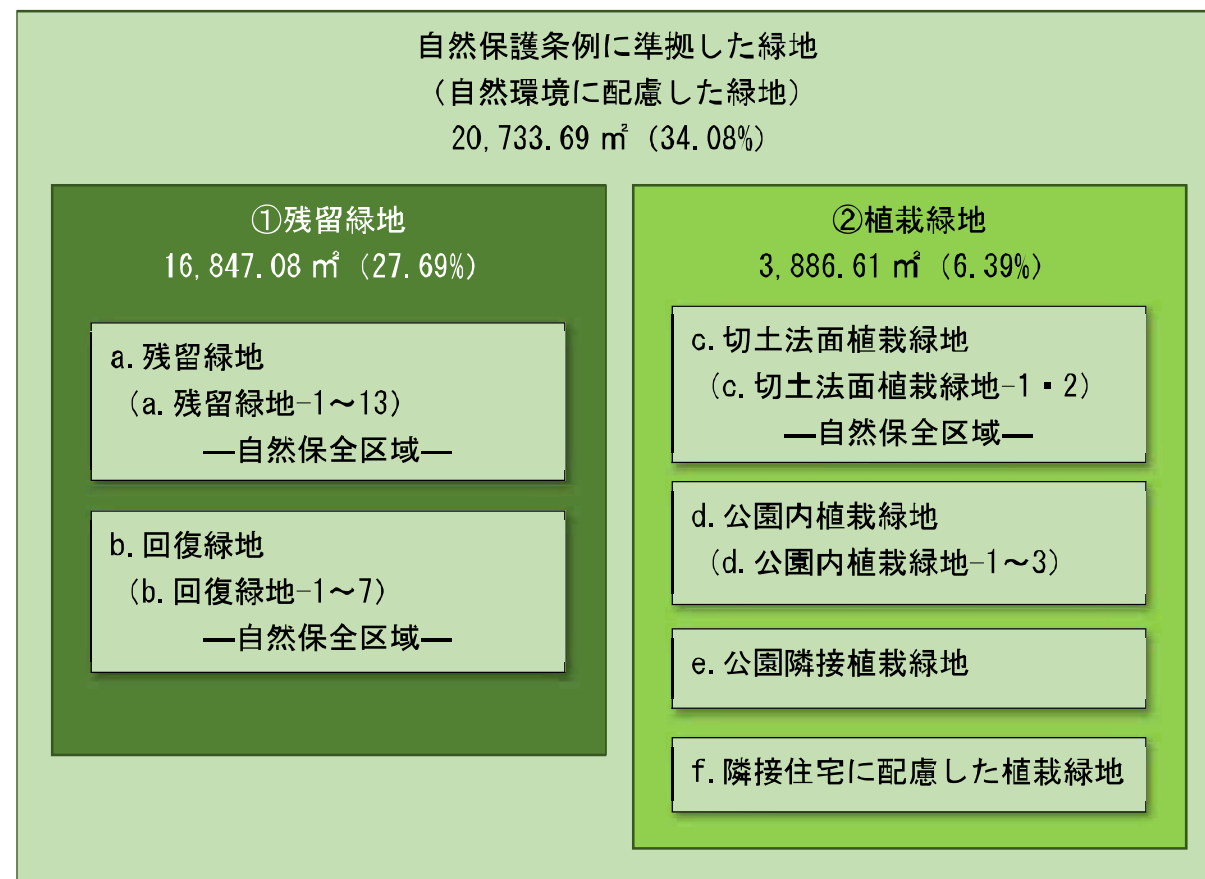 自然保護条例に準拠した緑地
（自然環境に配慮した緑地）
20,733.69 ㎡（34.08%）
①残留緑地
16,847.08 ㎡（27.69%）
a.残留緑地
（a.残留緑地-1～13）
―自然保全区域―
b.回復緑地
（b.回復緑地-1～7）
―自然保全区域―
②植栽緑地
3,886.61 ㎡（6.39%）
c.切土法面植栽緑地
（c.切土法面植栽緑地-1・2）
―自然保全区域―
d.公園内植栽緑地
（d.公園内植栽緑地-1～3）
e.公園隣接植栽緑地
f.隣接住宅に配慮した植栽緑地